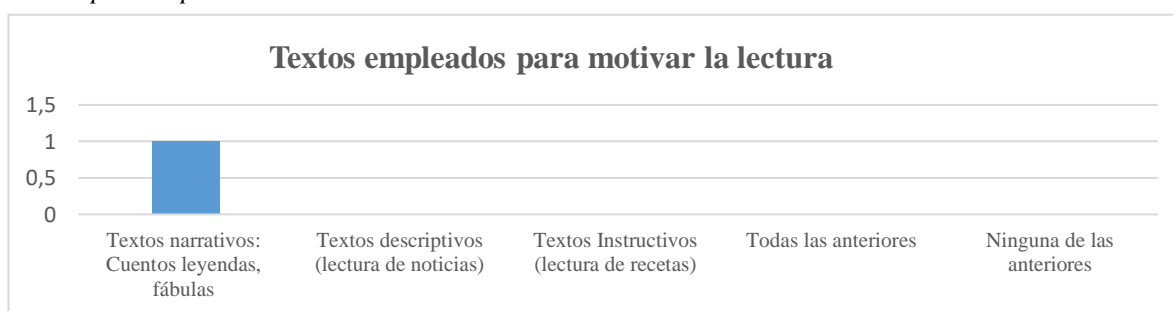 Textos empleados para motivar la lectura
1,5
1
0,5
0
Textos narrativos:
Cuentos leyendas,
fábulas
Textos descriptivos
(lectura de noticias)
Textos Instructivos
(lectura de recetas)
Todas las anteriores
Ninguna de las
anteriores